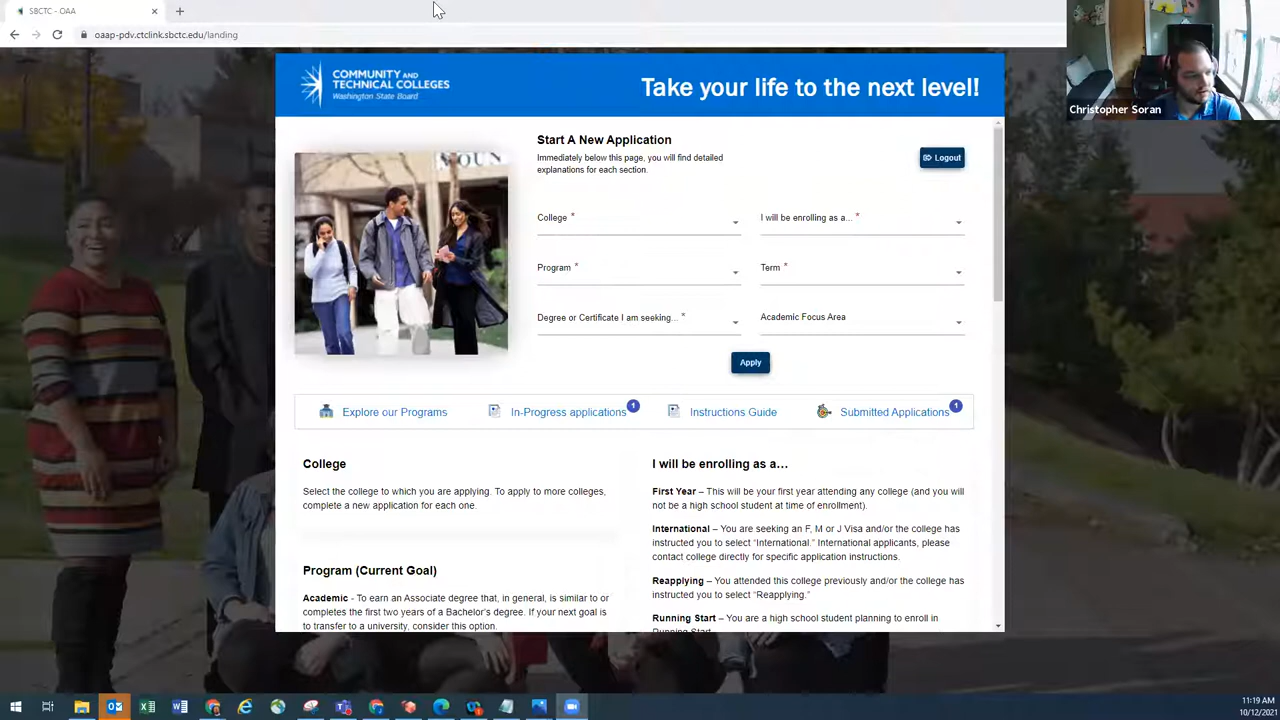 SBCTC - OAA
oaap-pdv.ctclink.sbctc.edu/landing
Christopher Soran
COMMUNITY AND
TECHNICAL COLLEGES
Washington State Board
Take your life to the next level!
Start A New Application
Immediately below this page, you will find detailed
explanations for each section.
Logout
College *
I will be enrolling as a... *
Program *
Term *
Degree or Certificate I am seeking... *
Academic Focus Area
Apply
Explore our Programs
In-Progress applications 1
Instructions Guide
Submitted Applications 1
College
Select the college to which you are applying. To apply to more colleges,
complete a new application for each one.
Program (Current Goal)
Academic - To earn an Associate degree that, in general, is similar to or
completes the first two years of a Bachelor's degree. If your next goal is
to transfer to a university, consider this option.
I will be enrolling as a...
First Year – This will be your first year attending any college (and you will
not be a high school student at time of enrollment).
International – You are seeking an F, M or J Visa and/or the college has
instructed you to select “International.” International applicants, please
contact college directly for specific application instructions.
Reapplying – You attended this college previously and/or the college has
instructed you to select “Reapplying.”
Running Start – You are a high school student planning to enroll in
Running Start
11:19 AM
10/12/2021